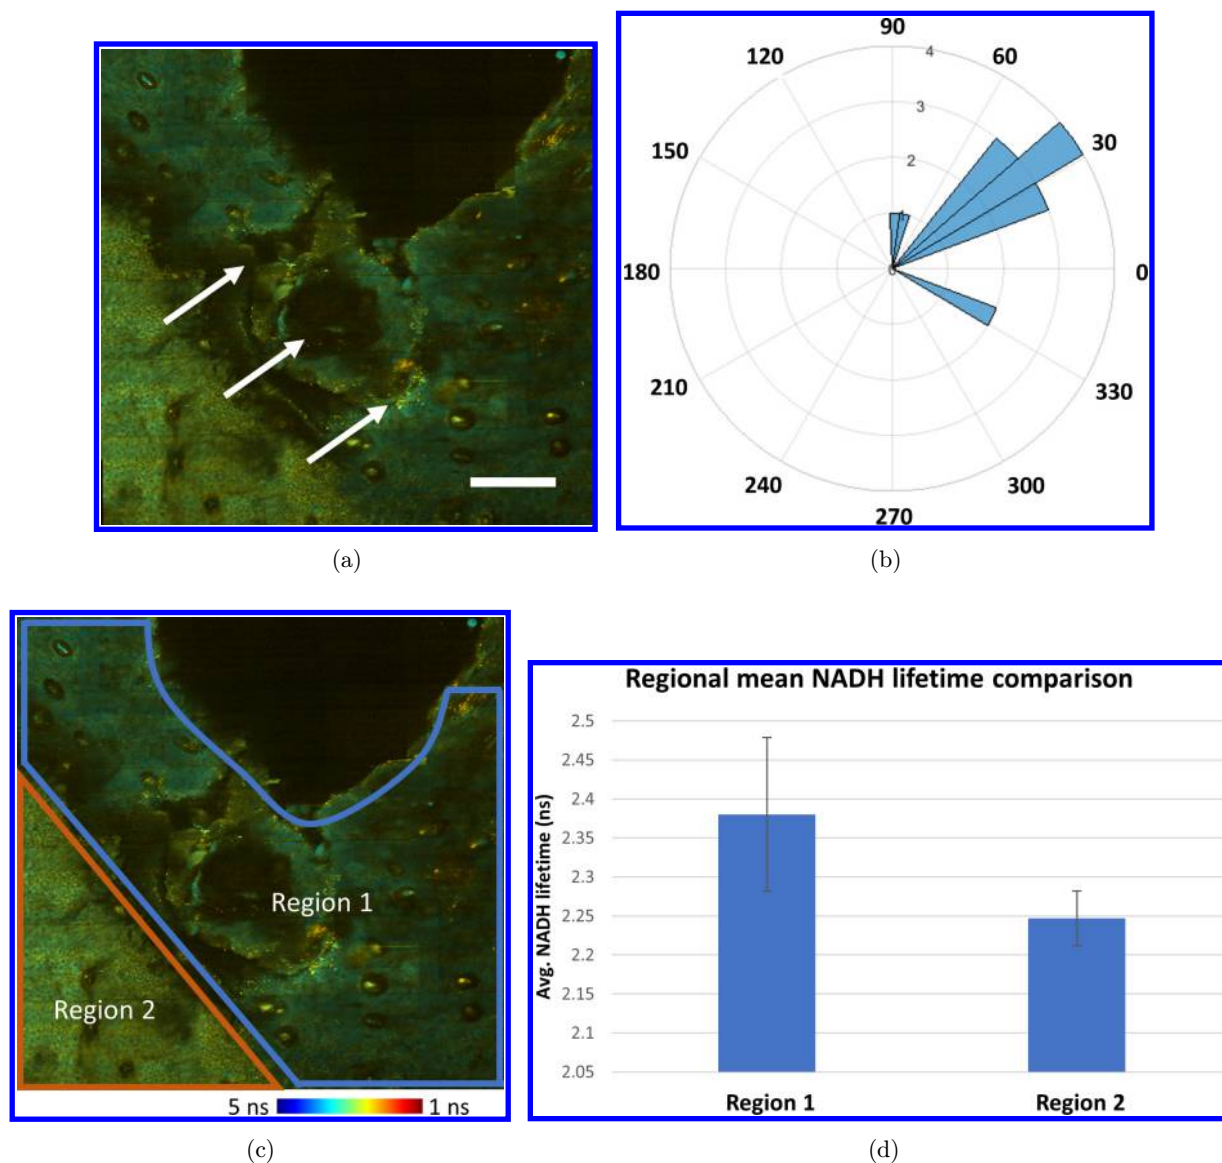 90
120
60
4
3
2
150
30
180
0
210
330
240
300
270
(a)
(b)
Region 1
Region 2
5 ns
1 ns
(c)
Regional mean NADH lifetime comparison
Avg. NADH lifetime (ns)
2.5
2.45
2.4
2.35
2.3
2.25
2.2
2.15
2.1
2.05
Region 1
Region 2
(d)